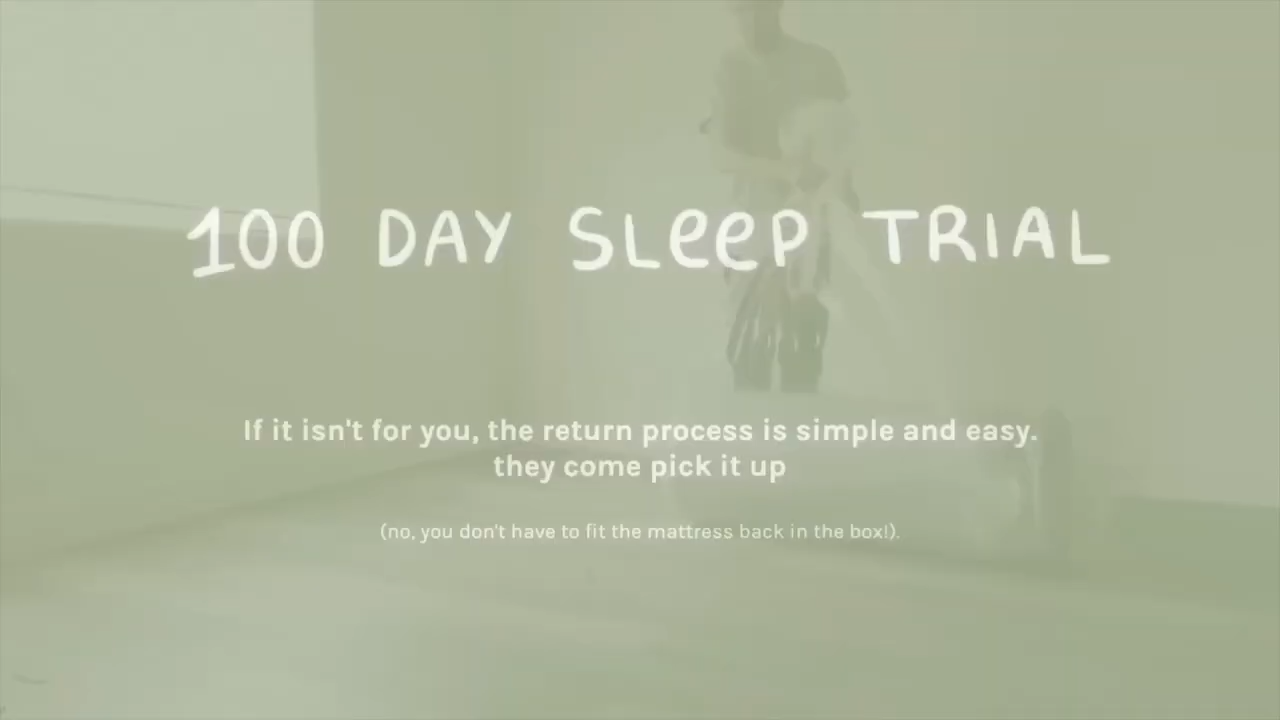 100 DAY SLeeP TRIAL
If it isn't for you, the return process is simple and easy.
they come pick it up
(no, you don't have to fit the mattress back in the box!).